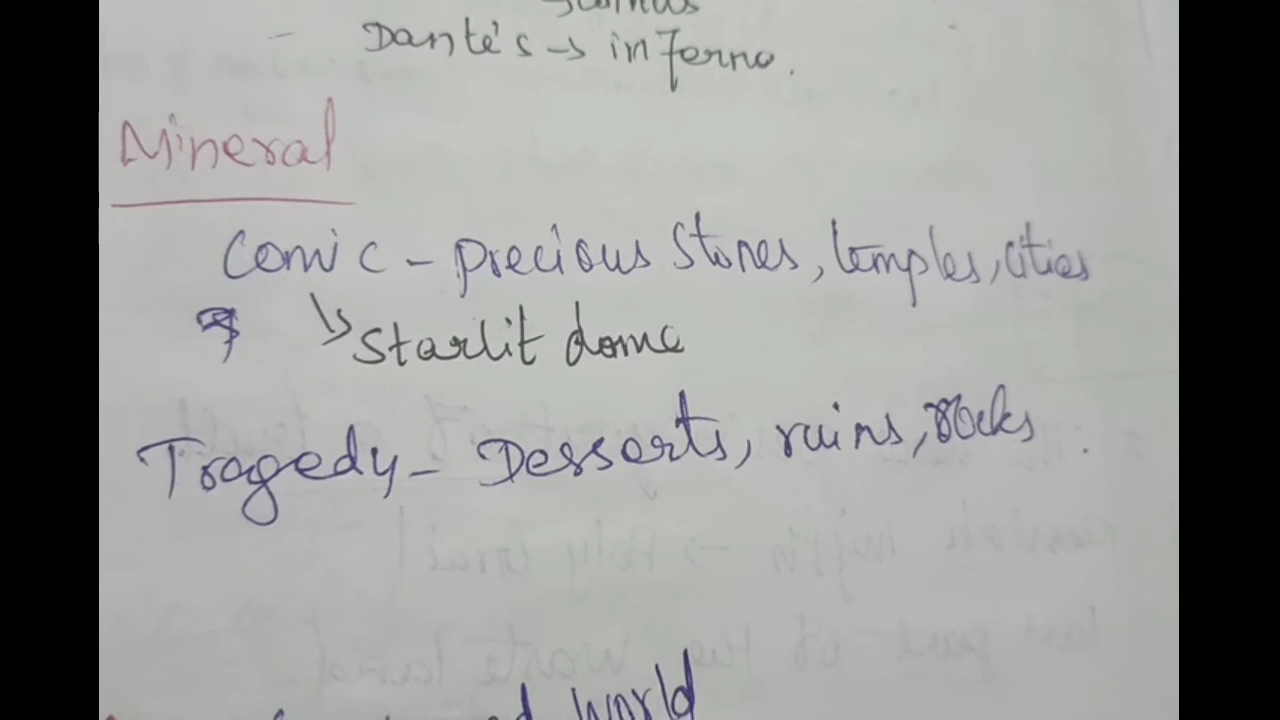 Dante's → inferno.
Mineral
Comic - precious stones, temples, cities
↳ Starlit dome
Tragedy - Desserts, ruins, rocks.
world